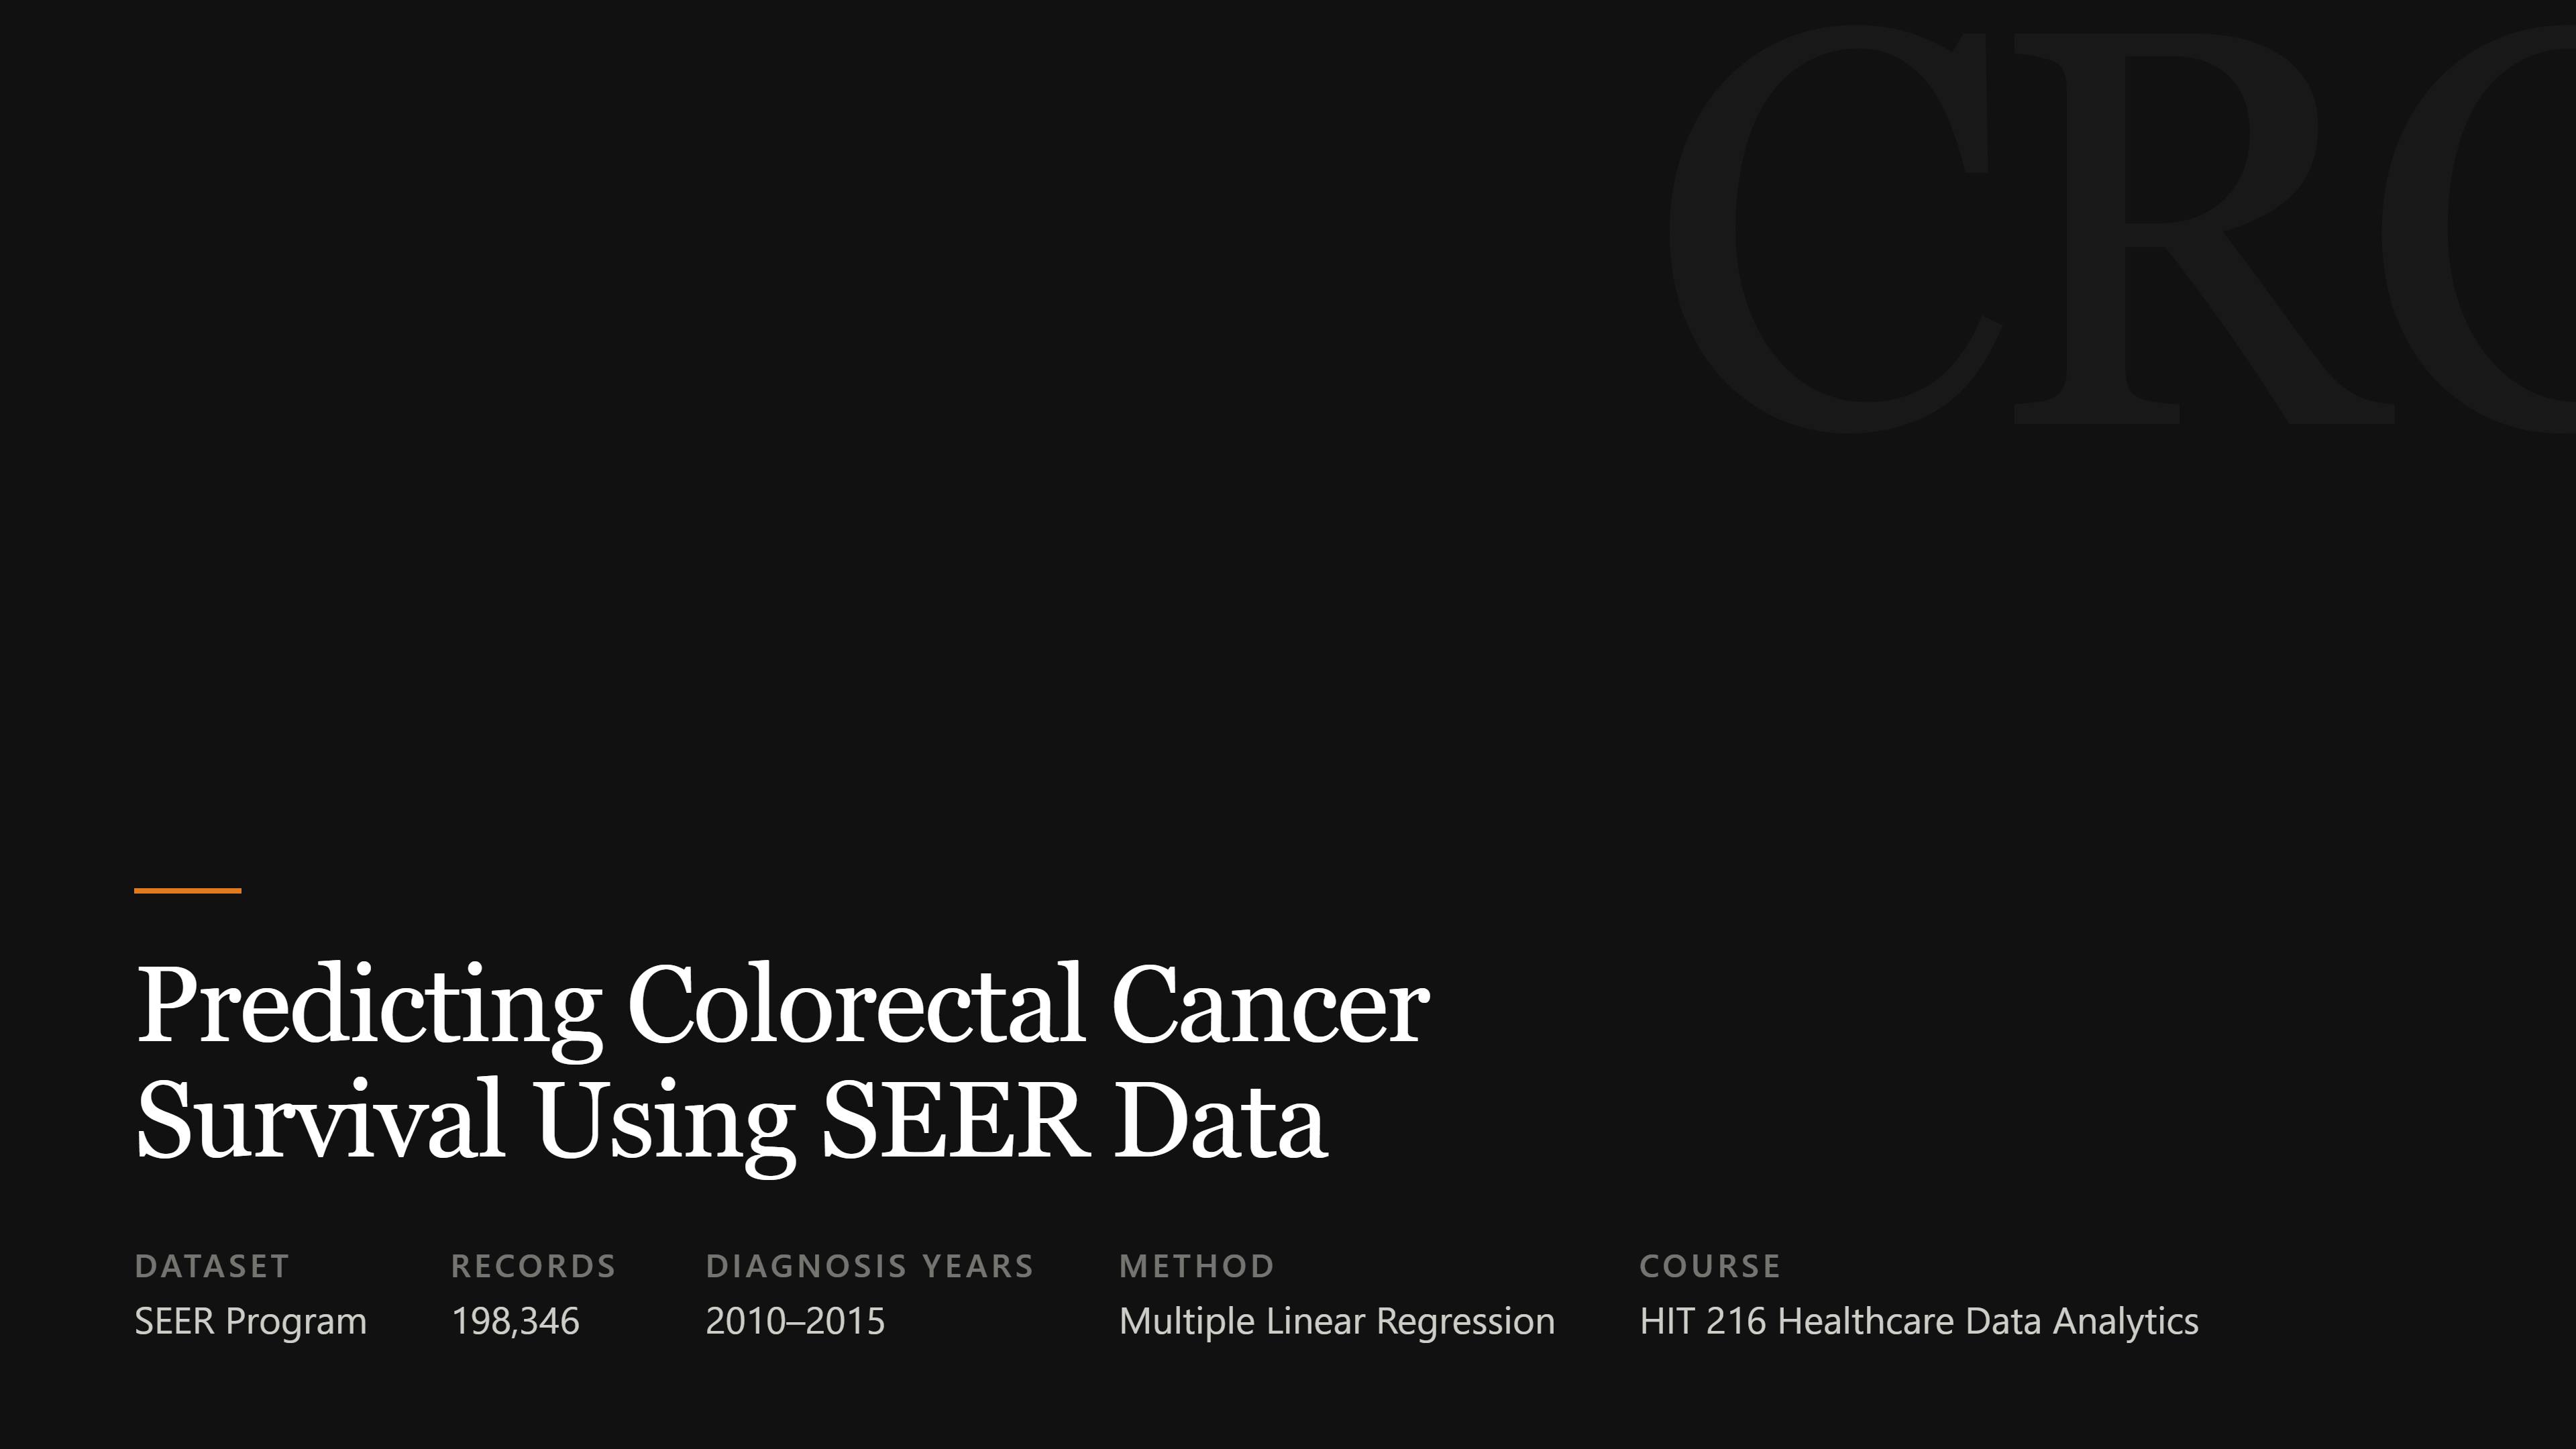 CRC
Predicting Colorectal Cancer
Survival Using SEER Data
DATASET
SEER Program
RECORDS
198,346
DIAGNOSIS YEARS
2010–2015
METHOD
Multiple Linear Regression
COURSE
HIT 216 Healthcare Data Analytics